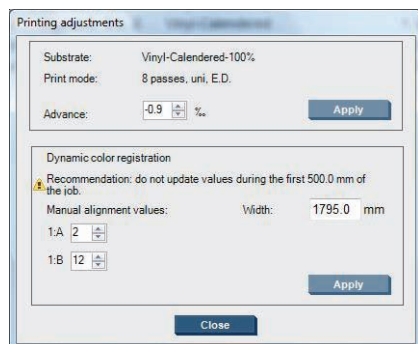 Printing adjustments
Substrate: Vinyl-Calendered-100%
Print mode: 8 passes, uni, E.D.
Advance: -0.9 ‰ Apply
Dynamic color registration
Recommendation: do not update values during the first 500.0 mm of
the job.
Manual alignment values: Width: 1795.0 mm
1:A 2
1:B 12
Apply
Close